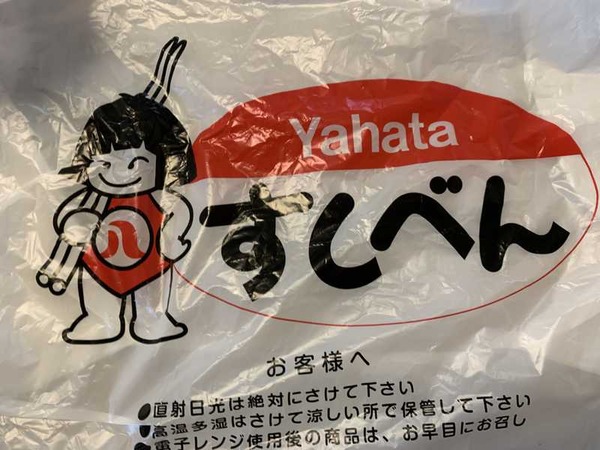 Yahata
すしべん
八
お客様へ
●直射日光は絶対にさけて下さい
●高温多湿はさけて涼しい所で保管して下さい
●電子レンジ使用後の商品は、お早目にお召し